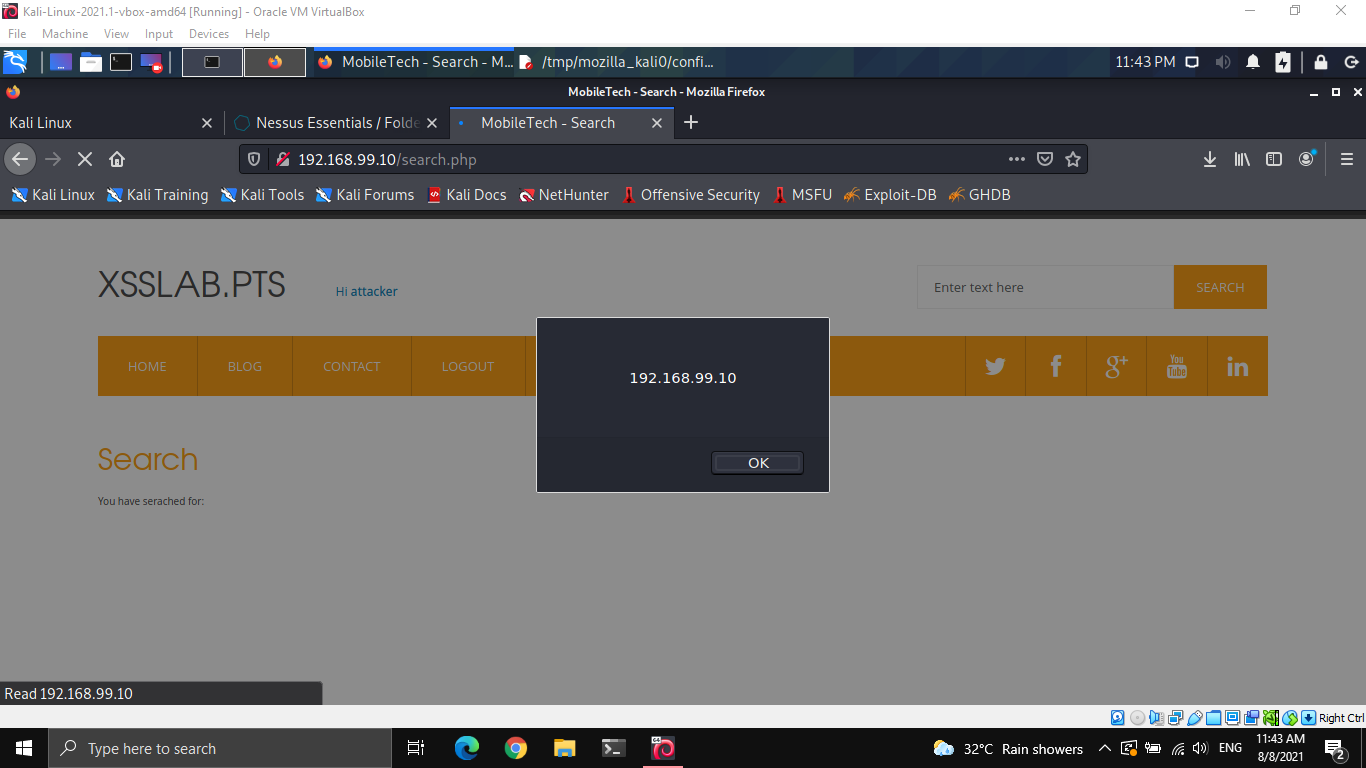 Kali-Linux-2021.1-vbox-amd64 [Running] - Oracle VM VirtualBox
File Machine View Input Devices Help
MobileTech - Search - M... /tmp/mozilla_kali0/confi... 11:43 PM
MobileTech - Search - Mozilla Firefox
Kali Linux Nessus Essentials / Folde MobileTech - Search
192.168.99.10/search.php
Kali Linux Kali Training Kali Tools Kali Forums Kali Docs NetHunter Offensive Security MSFU Exploit-DB GHDB
XSSLAB.PTS Hi attacker Enter text here SEARCH
HOME BLOG CONTACT LOGOUT You Tube
192.168.99.10
OK
Search
You have serached for:
Read 192.168.99.10
Right Ctrl
Type here to search 32°C Rain showers ENG 11:43 AM
8/8/2021 2